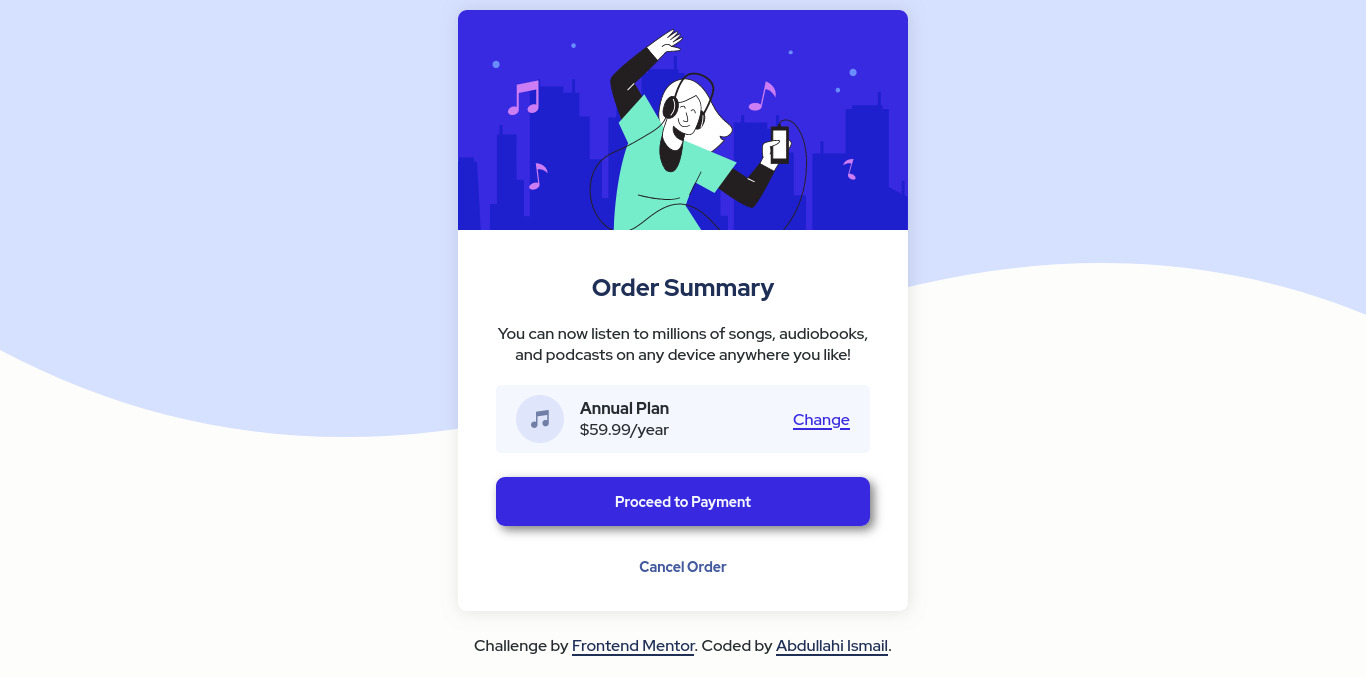 Order Summary
You can now listen to millions of songs, audiobooks,
and podcasts on any device anywhere you like!
Annual Plan
$59.99/year
Change
Proceed to Payment
Cancel Order
Challenge by Frontend Mentor. Coded by Abdullahi Ismail.